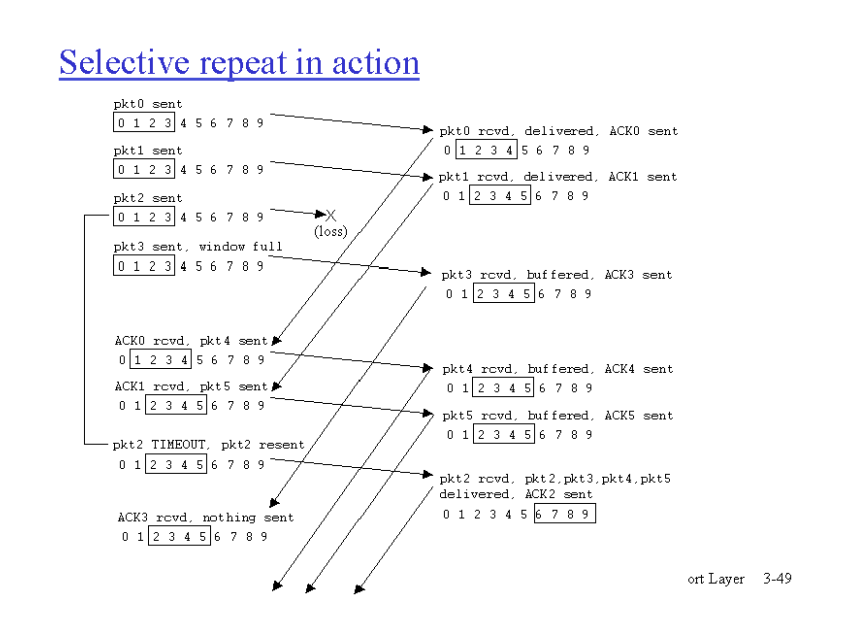 Selective repeat in action
pkt0 sent
0 1 2 3 4 5 6 7 8 9
pkt1 sent
0 1 2 3 4 5 6 7 8 9
pkt2 sent
0 1 2 3 4 5 6 7 8 9
pkt3 sent, window full
0 1 2 3 4 5 6 7 8 9
ACK0 rcvd, pkt4 sent
0 1 2 3 4 5 6 7 8 9
ACK1 rcvd, pkt5 sent
0 1 2 3 4 5 6 7 8 9
pkt2 TIMEOUT, pkt2 resent
0 1 2 3 4 5 6 7 8 9
ACK3 rcvd, nothing sent
0 1 2 3 4 5 6 7 8 9
X
(loss)
pkt0 rcvd, delivered, ACK0 sent
0 1 2 3 4 5 6 7 8 9
pkt1 rcvd, delivered, ACK1 sent
0 1 2 3 4 5 6 7 8 9
pkt3 rcvd, buffered, ACK3 sent
0 1 2 3 4 5 6 7 8 9
pkt4 rcvd, buffered, ACK4 sent
0 1 2 3 4 5 6 7 8 9
pkt5 rcvd, buffered, ACK5 sent
0 1 2 3 4 5 6 7 8 9
pkt2 rcvd, pkt2,pkt3,pkt4,pkt5
delivered, ACK2 sent
0 1 2 3 4 5 6 7 8 9
ort Layer 3-49